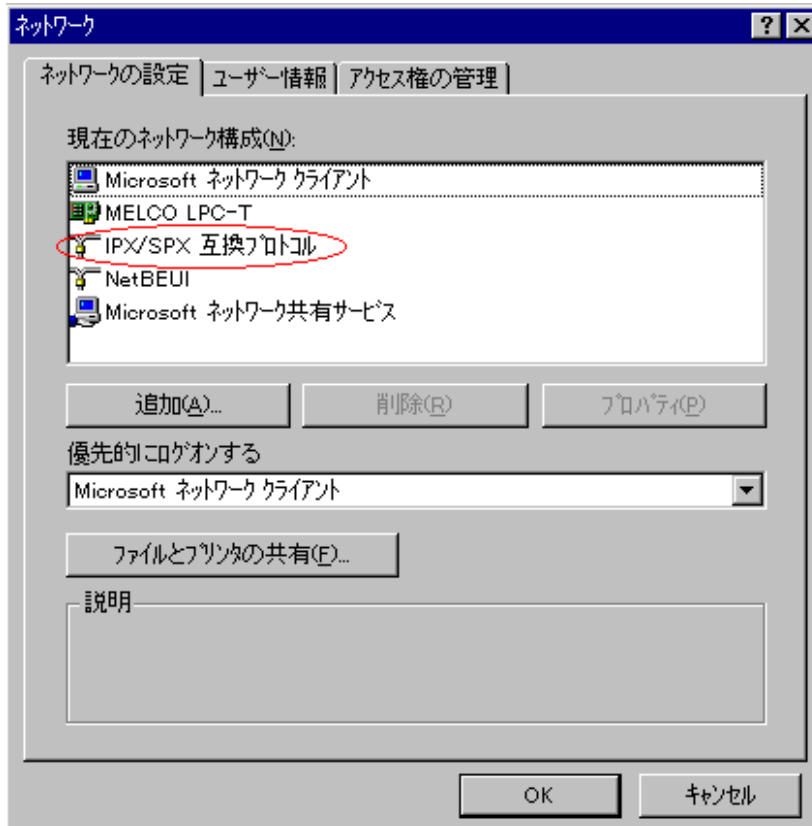 ネットワーク
ネットワークの設定 ユーザー情報 アクセス権の管理
現在のネットワーク構成(N):
Microsoft ネットワーク クライアント
MELCO LPC-T
IPX/SPX 互換プロトコル
NetBEUI
Microsoft ネットワーク共有サービス
追加(A)... 削除(R) プロパティ(P)
優先的にログオンする
Microsoft ネットワーク クライアント
ファイルとプリンタの共有(F)...
説明
OK キャンセル